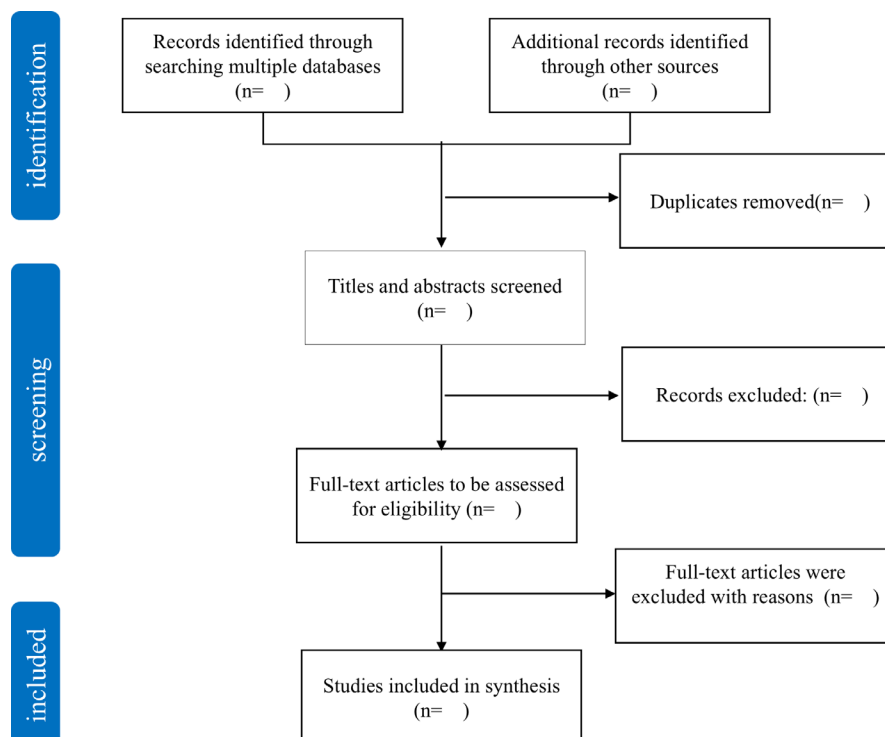 identification
Records identified through
searching multiple databases
(n=    )
Additional records identified
through other sources
(n=    )
Duplicates removed(n=    )
screening
Titles and abstracts screened
(n=    )
Records excluded: (n=    )
Full-text articles to be assessed
for eligibility (n=    )
Full-text articles were
excluded with reasons  (n=    )
included
Studies included in synthesis
(n=    )